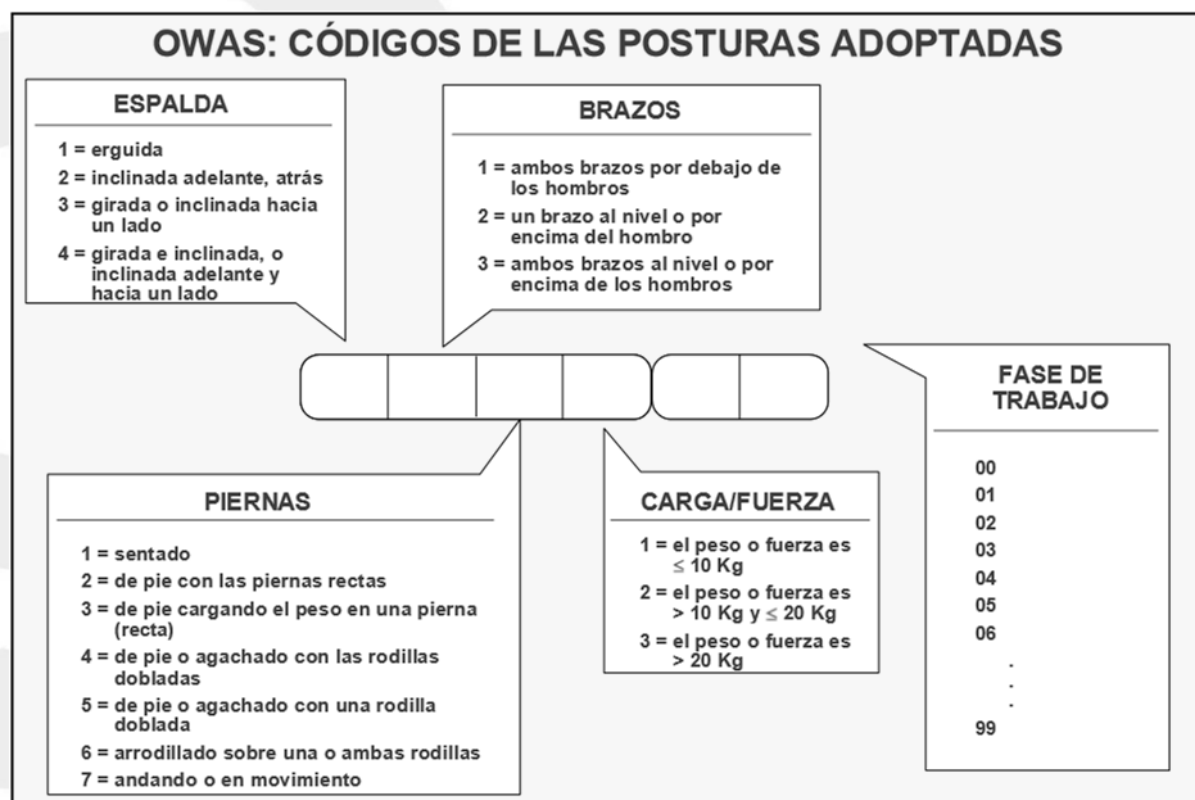 OWAS: CÓDIGOS DE LAS POSTURAS ADOPTADAS
ESPALDA
1 = erguida
2 = inclinada adelante, atrás
3 = girada o inclinada hacia
un lado
4 = girada e inclinada, o
inclinada adelante y
hacia un lado
BRAZOS
1 = ambos brazos por debajo de
los hombros
2 = un brazo al nivel o por
encima del hombro
3 = ambos brazos al nivel o por
encima de los hombros
PIERNAS
1 = sentado
2 = de pie con las piernas rectas
3 = de pie cargando el peso en una pierna
(recta)
4 = de pie o agachado con las rodillas
dobladas
5 = de pie o agachado con una rodilla
doblada
6 = arrodillado sobre una o ambas rodillas
7 = andando o en movimiento
CARGA/FUERZA
1 = el peso o fuerza es
≤ 10 Kg
2 = el peso o fuerza es
> 10 Kg y ≤ 20 Kg
3 = el peso o fuerza es
> 20 Kg
FASE DE
TRABAJO
00
01
02
03
04
05
06
.
.
.
99